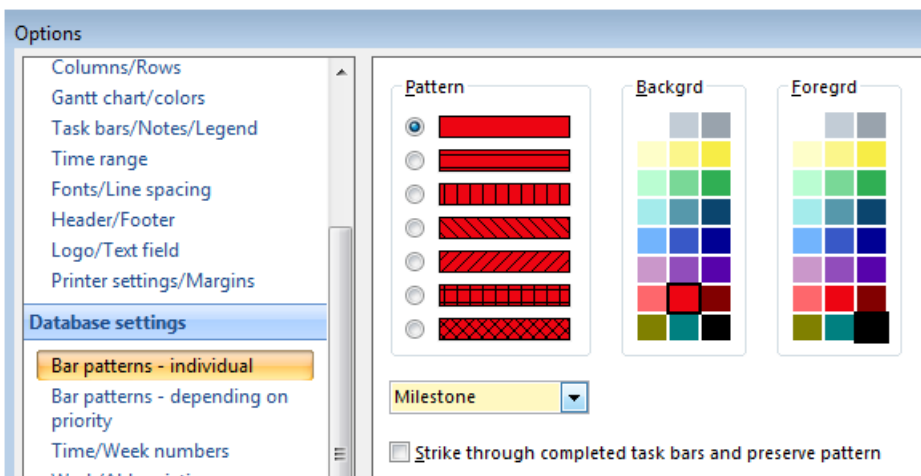 Options
Columns/Rows
Gantt chart/colors
Task bars/Notes/Legend
Time range
Fonts/Line spacing
Header/Footer
Logo/Text field
Printer settings/Margins
Database settings
Bar patterns - individual
Bar patterns - depending on
priority
Time/Week numbers
Pattern
Backgrd
Foregrd
Milestone
Strike through completed task bars and preserve pattern